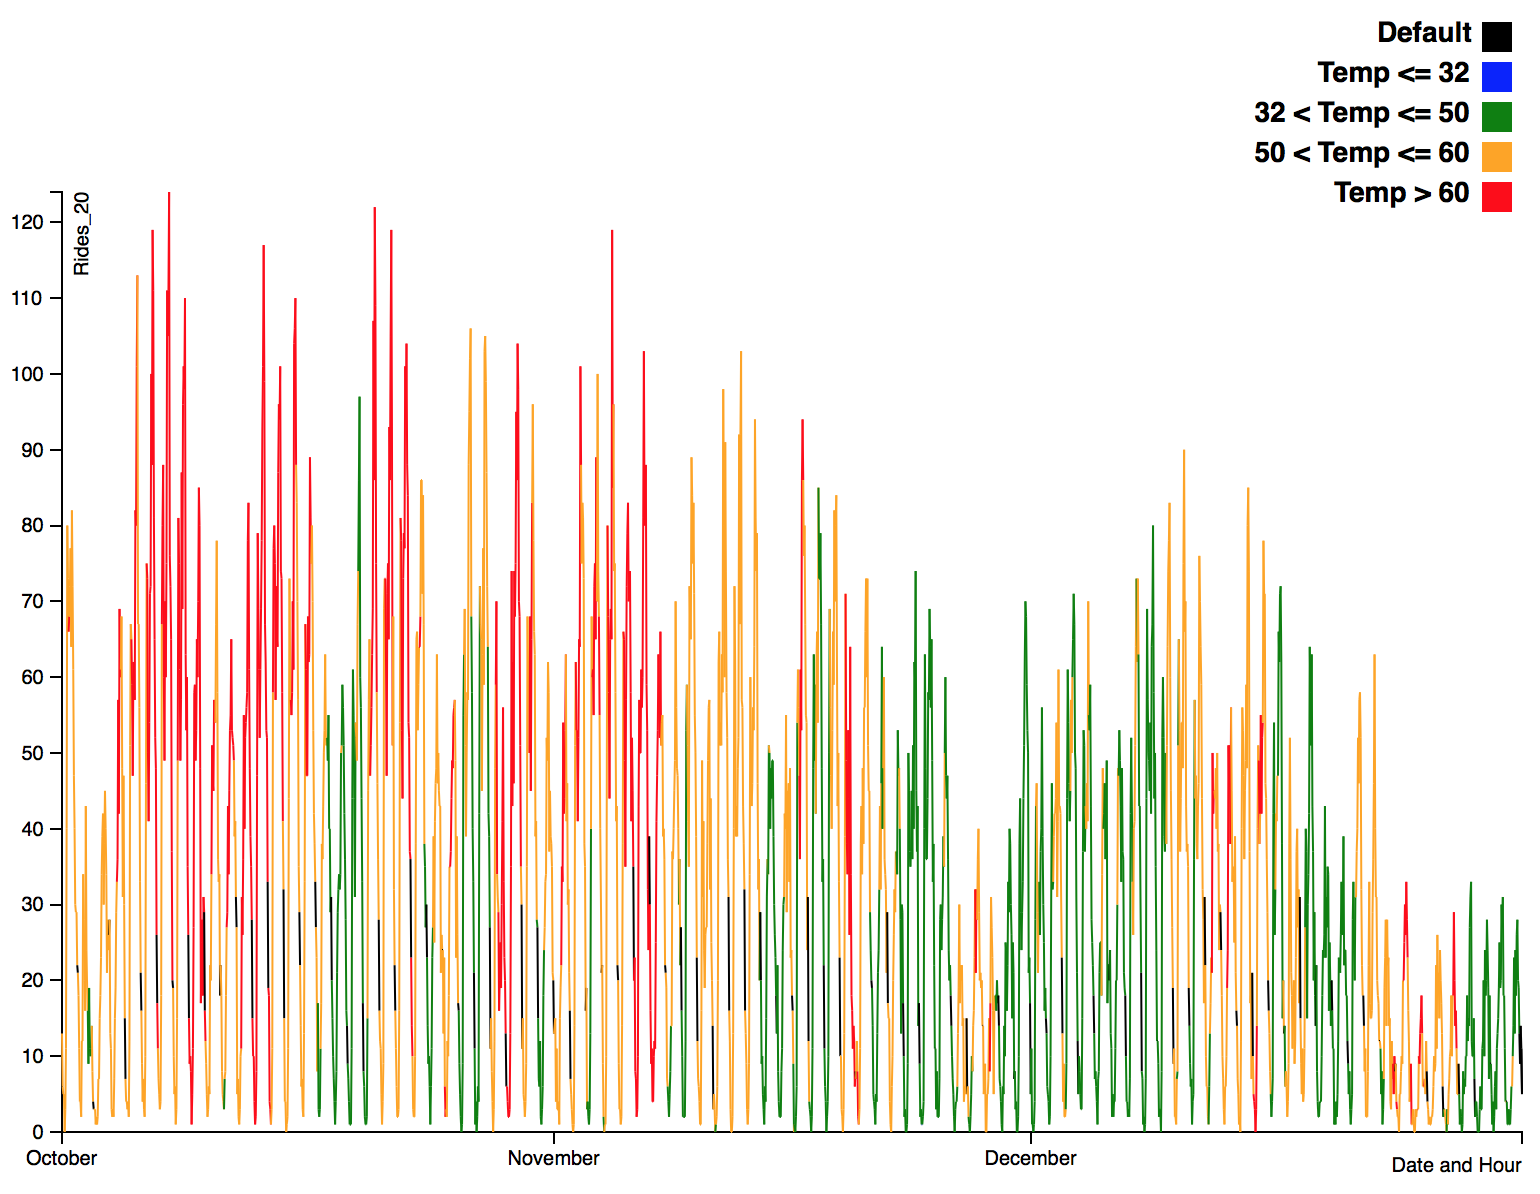 Default
Temp <= 32
32 < Temp <= 50
50 < Temp <= 60
Temp > 60
Rides_20
120
110
100
90
80
70
60
50
40
30
20
10
0
October
November
December
Date and Hour